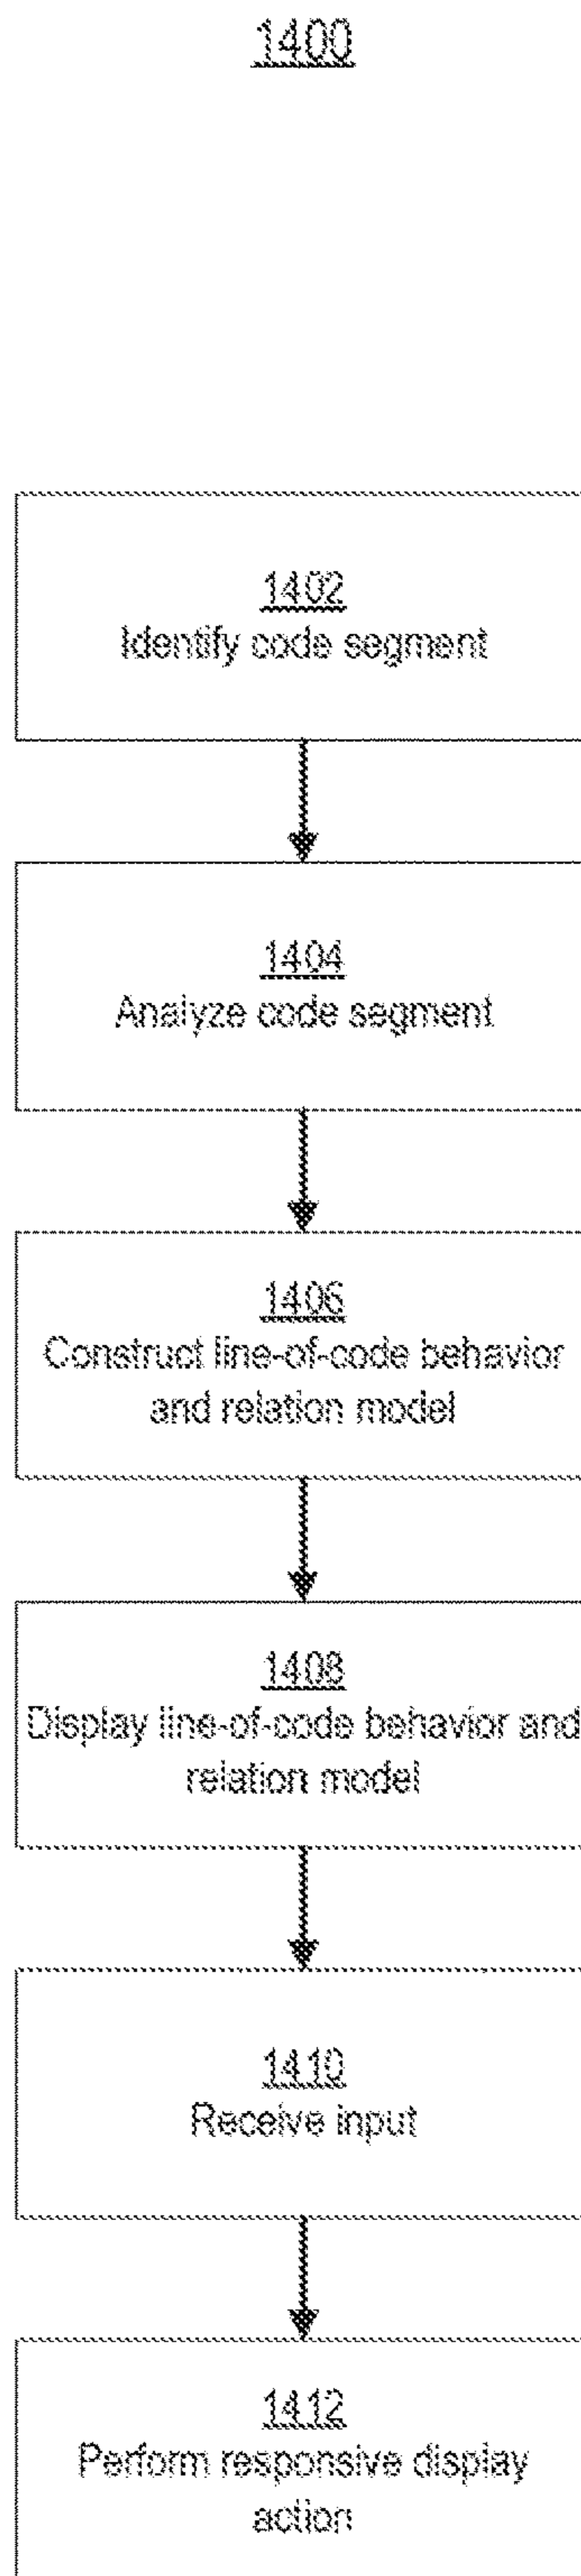 1400
1402
Identify code segment
1404
Analyze code segment
1406
Construct line-of-code behavior
and relation model
1408
Display line-of-code behavior and
relation model
1410
Receive input
1412
Perform responsive display
action